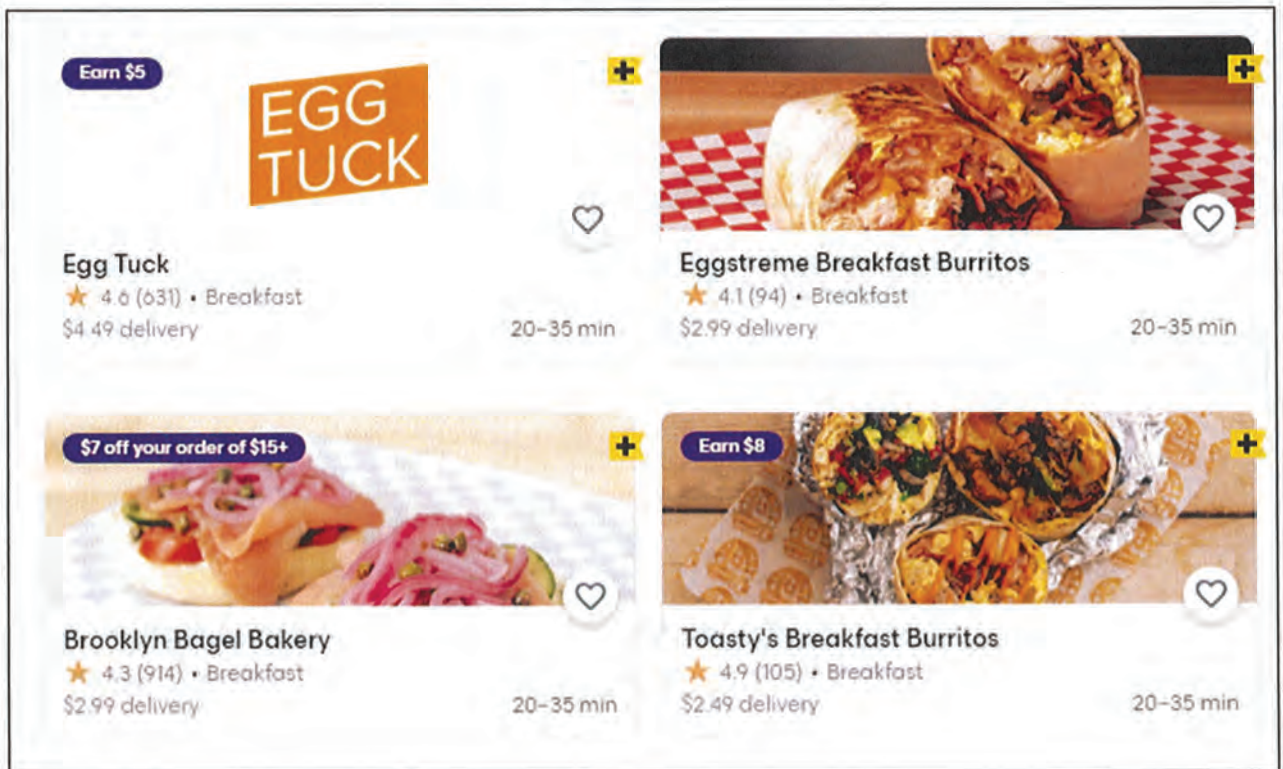 Earn $5
EGG
TUCK
Egg Tuck
4.6 (631) • Breakfast
$4.49 delivery
20–35 min
Eggstreme Breakfast Burritos
4.1 (94) • Breakfast
$2.99 delivery
20–35 min
$7 off your order of $15+
Brooklyn Bagel Bakery
4.3 (914) • Breakfast
$2.99 delivery
20–35 min
Earn $8
Toasty's Breakfast Burritos
4.9 (105) • Breakfast
$2.49 delivery
20–35 min